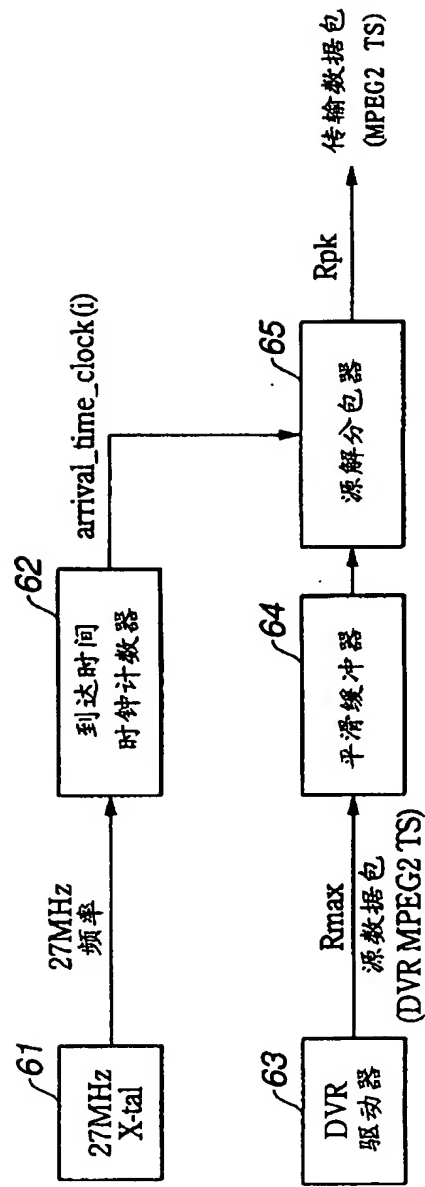 61
27MHz
X-tal
27MHz
频率
62
到达时间
时钟计数器
arrival_time_clock(i)
63
DVR
驱动器
Rmax
源数据包
(DVR MPEG2 TS)
64
平滑缓冲器
65
源解分包器
Rpk
传输数据包
(MPEG2 TS)